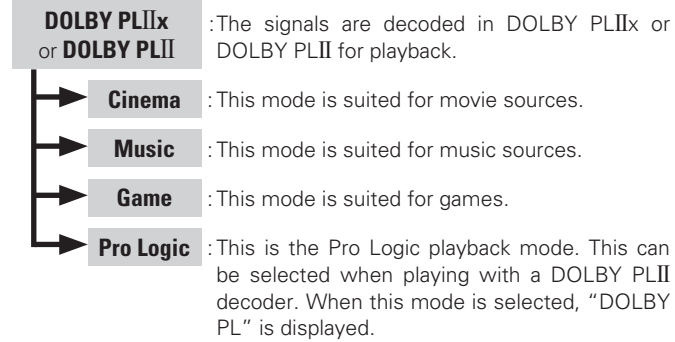 DOLBY PLⅡx : The signals are decoded in DOLBY PLⅡx or
or DOLBY PLⅡ DOLBY PLⅡ for playback.
Cinema : This mode is suited for movie sources.
Music : This mode is suited for music sources.
Game : This mode is suited for games.
Pro Logic : This is the Pro Logic playback mode. This can
be selected when playing with a DOLBY PLⅡ
decoder. When this mode is selected, “DOLBY
PL” is displayed.